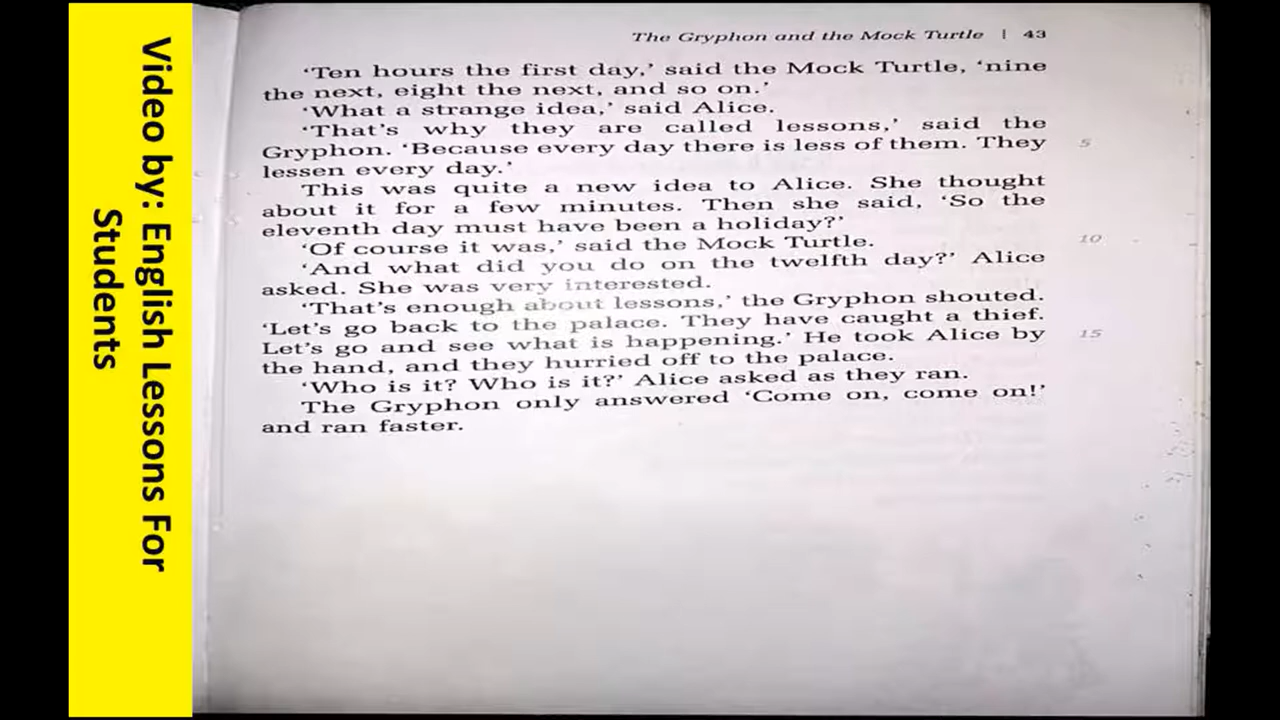 Video by: English Lessons For
Students
The Gryphon and the Mock Turtle | 43
‘Ten hours the first day,’ said the Mock Turtle, ‘nine
the next, eight the next, and so on.’
‘What a strange idea,’ said Alice.
‘That’s why they are called lessons,’ said the
Gryphon. ‘Because every day there is less of them. They
5
lessen every day.’
This was quite a new idea to Alice. She thought
about it for a few minutes. Then she said, ‘So the
eleventh day must have been a holiday?’
‘Of course it was,’ said the Mock Turtle.
10
‘And what did you do on the twelfth day?’ Alice
asked. She was very interested.
‘That’s enough about lessons,’ the Gryphon shouted.
‘Let’s go back to the palace. They have caught a thief.
Let’s go and see what is happening.’ He took Alice by
15
the hand, and they hurried off to the palace.
‘Who is it? Who is it?’ Alice asked as they ran.
The Gryphon only answered ‘Come on, come on!’
and ran faster.